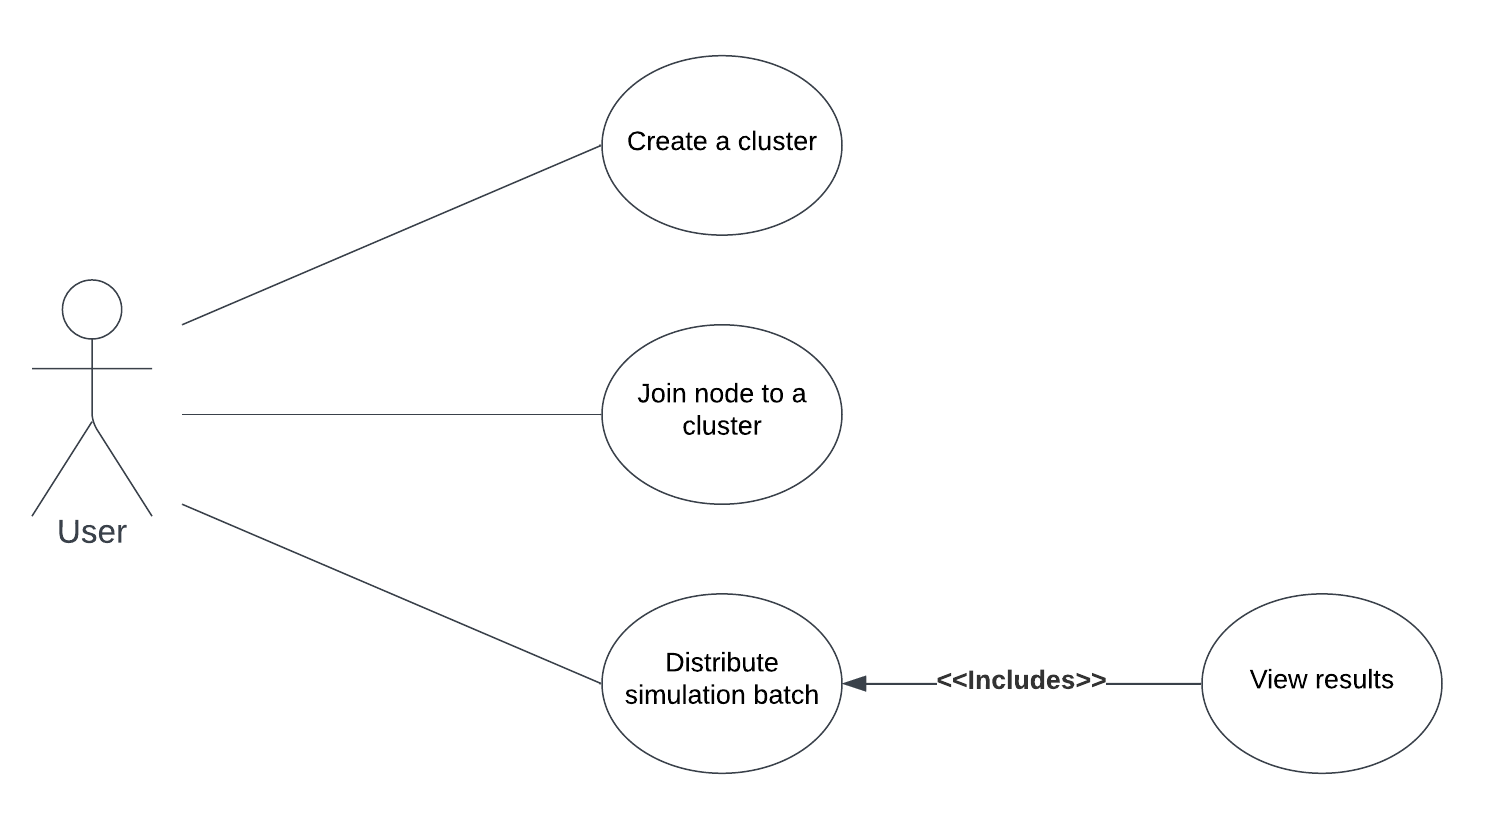 Create a cluster
Join node to a
cluster
User
Distribute
simulation batch
<<Includes>>
View results